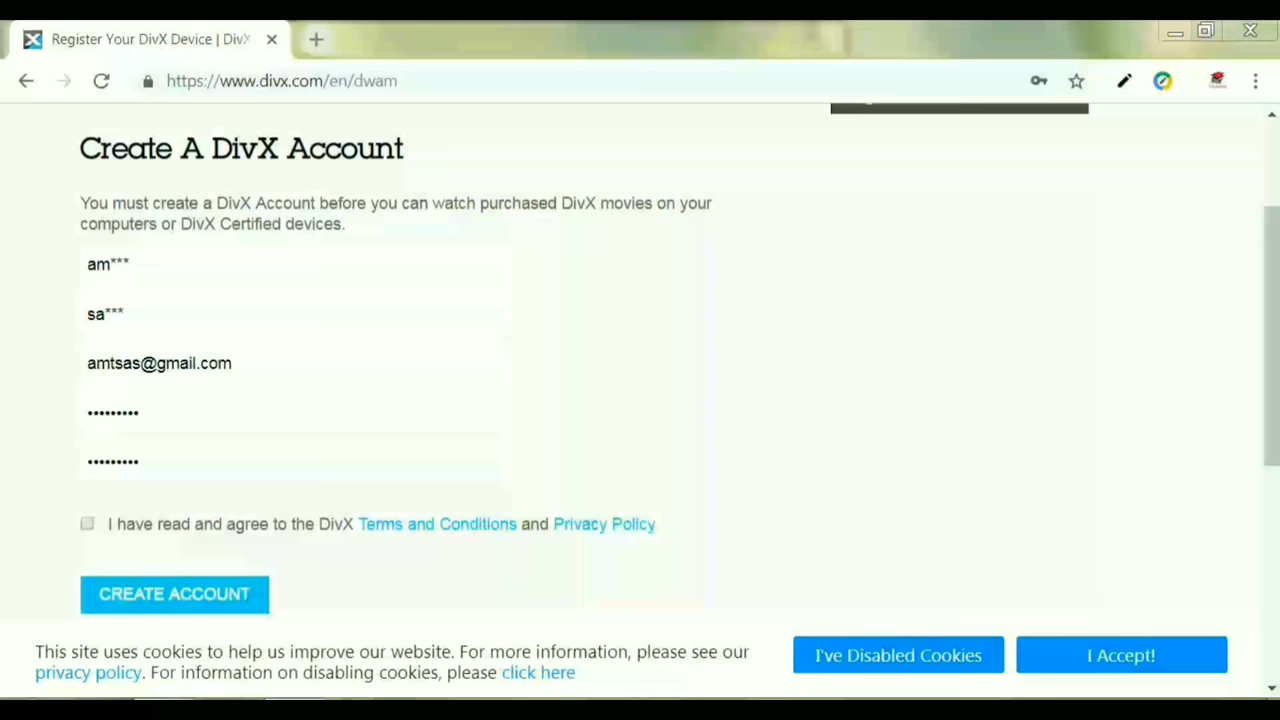 Register Your DivX Device | Div
https://www.divx.com/en/dwam
Create A DivX Account
You must create a DivX Account before you can watch purchased DivX movies on your
computers or DivX Certified devices.
am***
sa***
amtsas@gmail.com
•••••••••
•••••••••
I have read and agree to the DivX Terms and Conditions and Privacy Policy
CREATE ACCOUNT
This site uses cookies to help us improve our website. For more information, please see our
privacy policy. For information on disabling cookies, please click here
I've Disabled Cookies
I Accept!